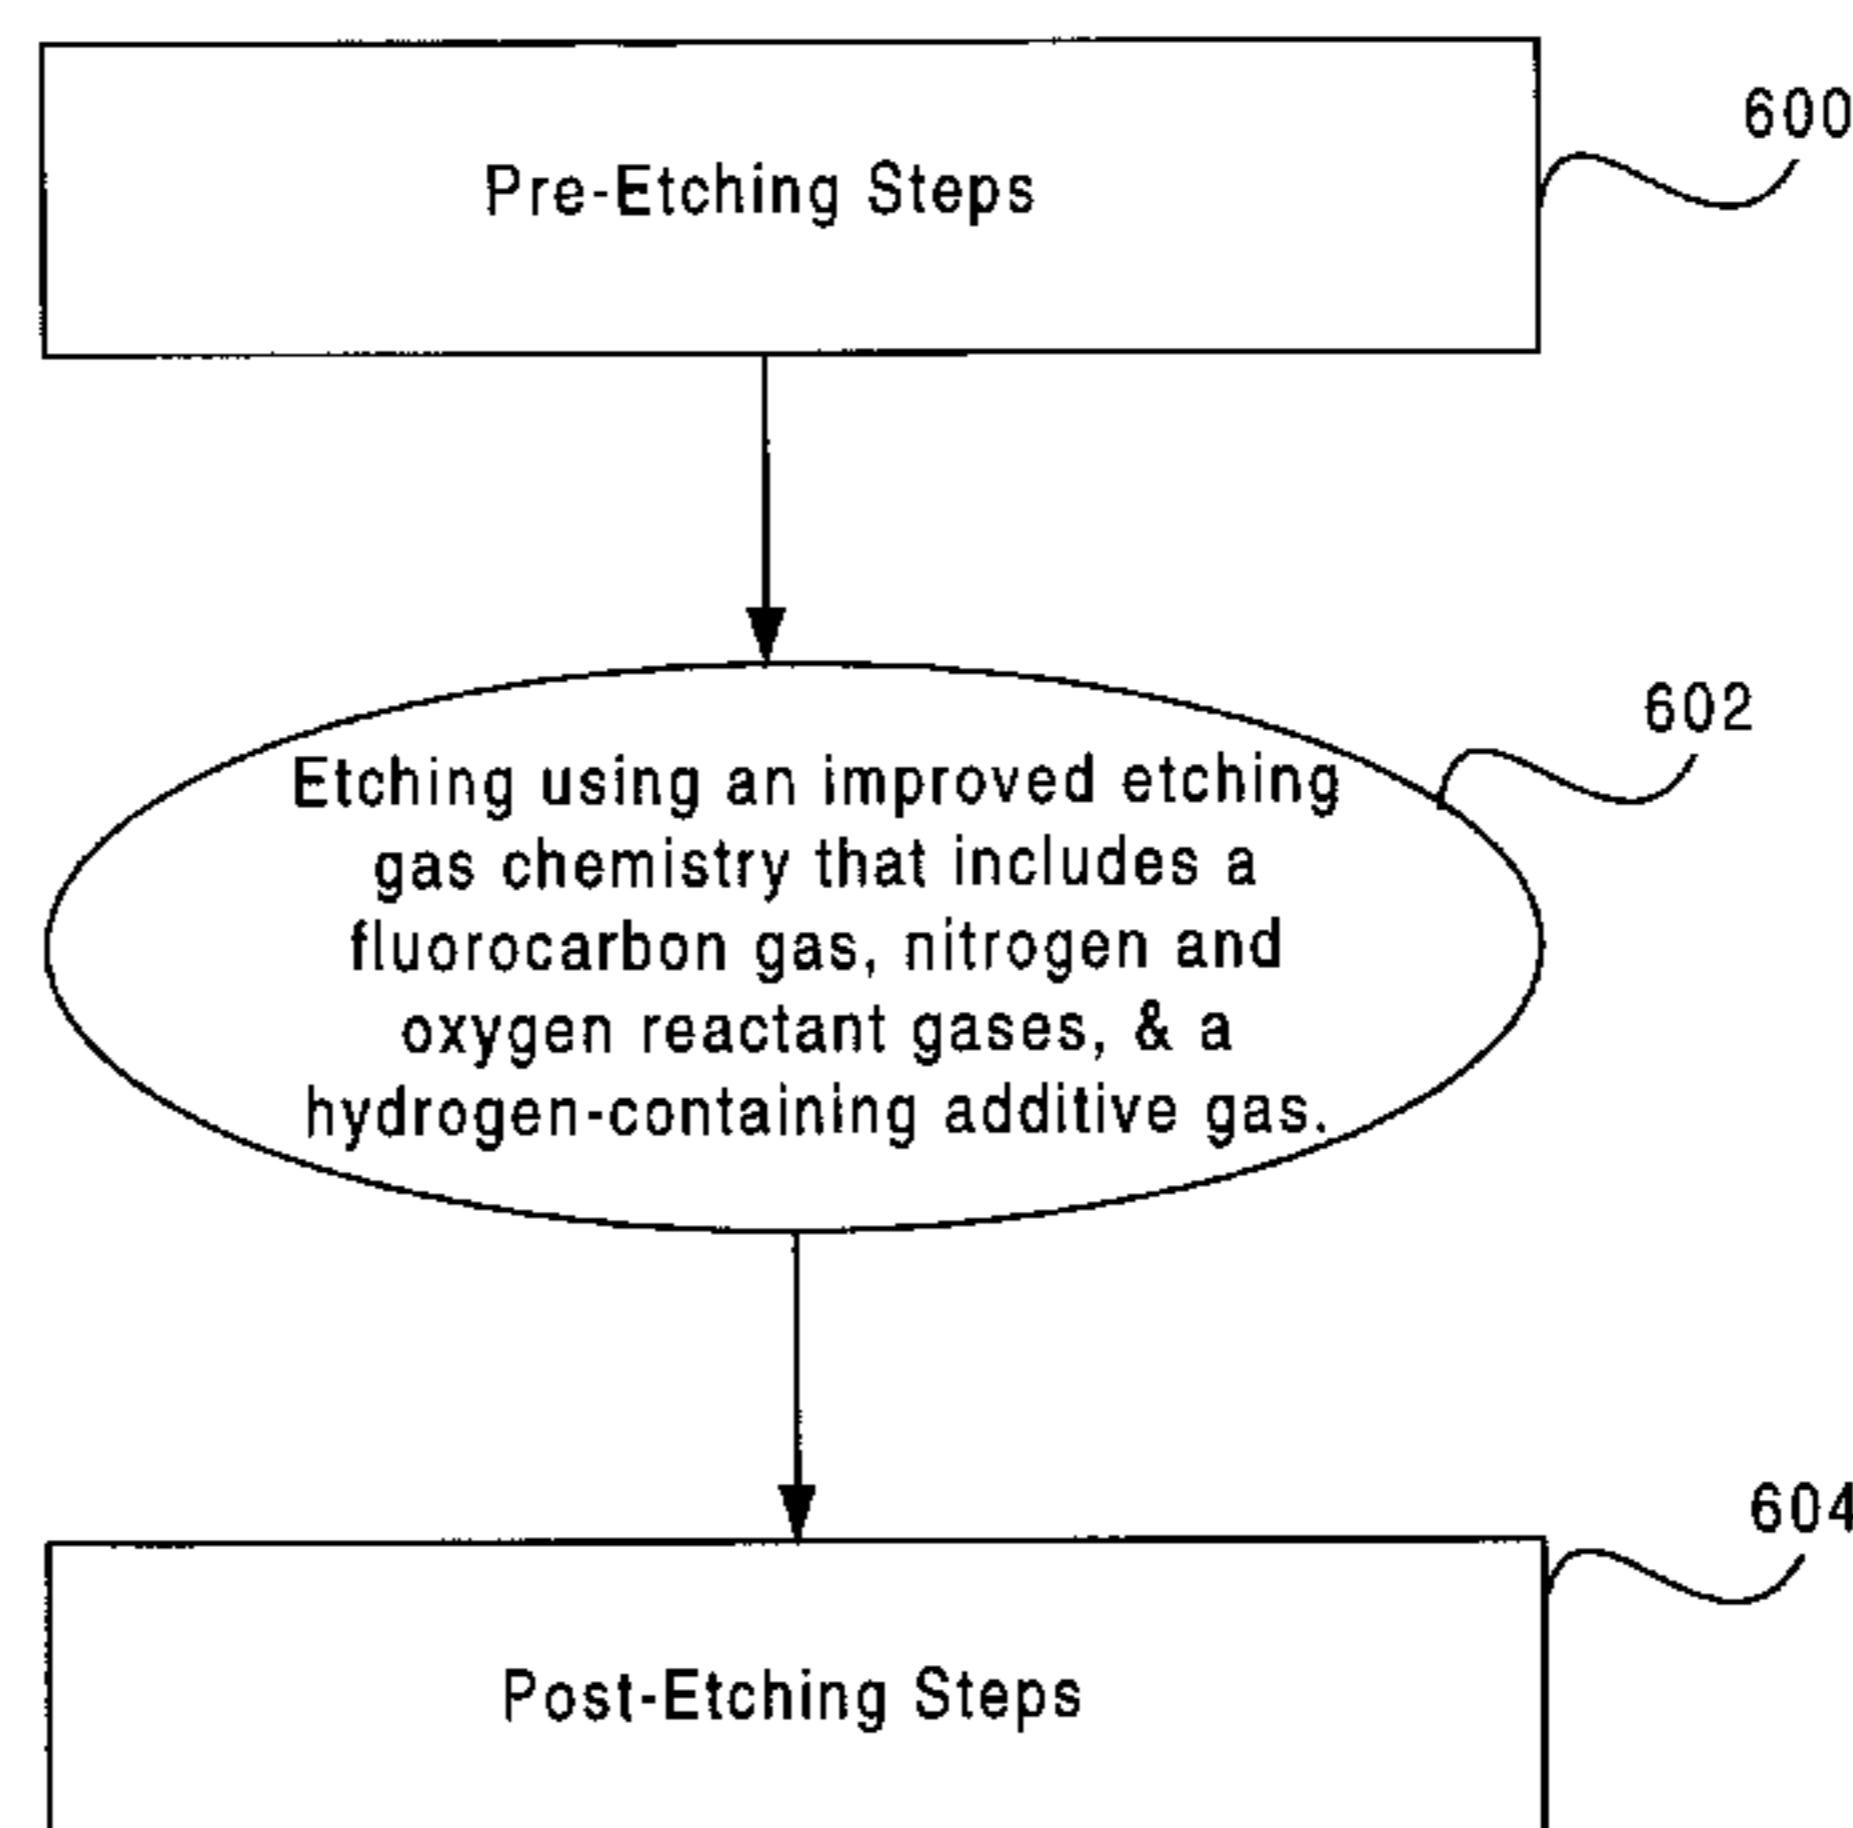 600
Pre-Etching Steps
602
Etching using an improved etching
gas chemistry that includes a
fluorocarbon gas, nitrogen and
oxygen reactant gases, & a
hydrogen-containing additive gas.
604
Post-Etching Steps